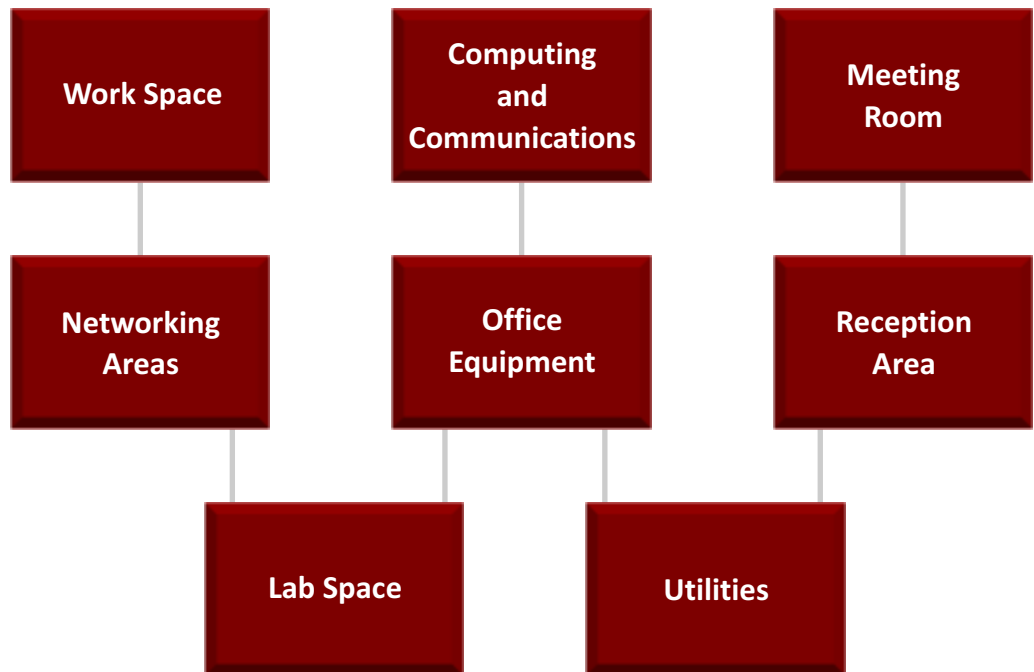 Work Space
Computing
and
Communications
Meeting
Room
Networking
Areas
Office
Equipment
Reception
Area
Lab Space
Utilities